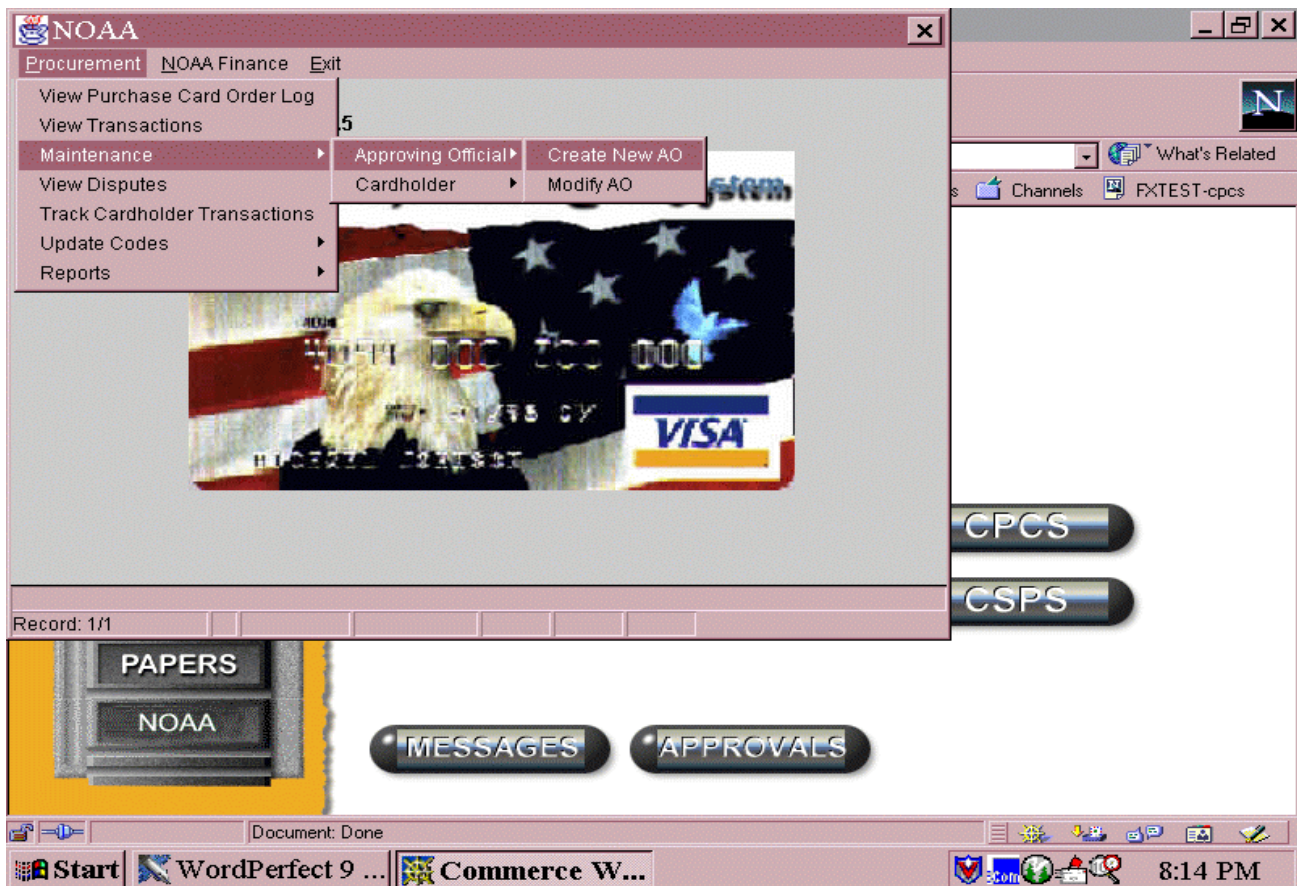 NOAA
Procurement NOAA Finance Exit
View Purchase Card Order Log
View Transactions
.5
Maintenance
Approving Official
Create New AO
What's Related
View Disputes
Cardholder
Modify AO
System
Channels
FXTEST-cpcs
Track Cardholder Transactions
Update Codes
Reports
VISA
CPCS
CSPS
Record: 1/1
PAPERS
NOAA
MESSAGES
APPROVALS
Document: Done
Start
WordPerfect 9 ...
Commerce W...
8:14 PM